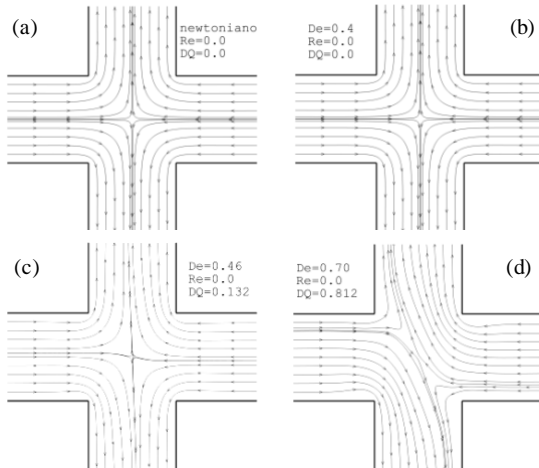 (a)
newtoniano
Re=0.0
DQ=0.0
De=0.4
Re=0.0
DQ=0.0
(b)
(c)
De=0.46
Re=0.0
DQ=0.132
De=0.70
Re=0.0
DQ=0.812
(d)